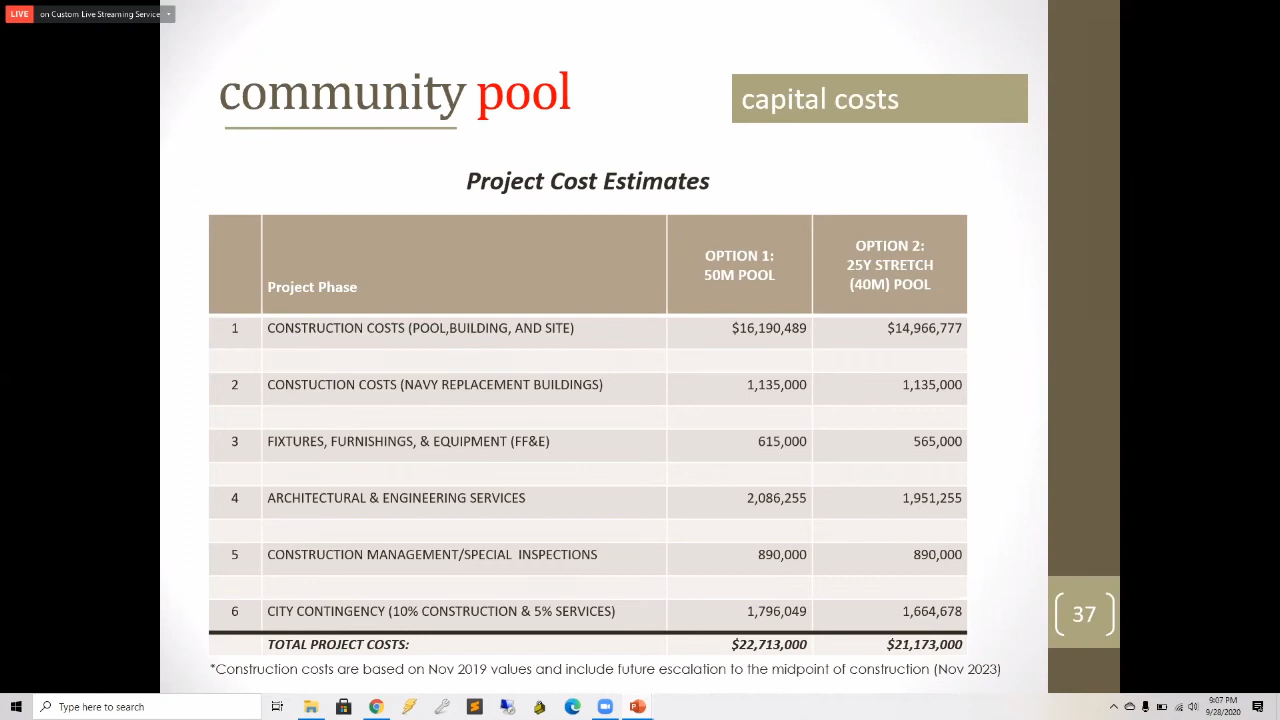 LIVE on Custom Live Streaming Service
community pool
capital costs
Project Cost Estimates
Project Phase
OPTION 1:
50M POOL
OPTION 2:
25Y STRETCH
(40M) POOL
1 CONSTRUCTION COSTS (POOL,BUILDING, AND SITE) $16,190,489 $14,966,777
2 CONSTUCTION COSTS (NAVY REPLACEMENT BUILDINGS) 1,135,000 1,135,000
3 FIXTURES, FURNISHINGS, & EQUIPMENT (FF&E) 615,000 565,000
4 ARCHITECTURAL & ENGINEERING SERVICES 2,086,255 1,951,255
5 CONSTRUCTION MANAGEMENT/SPECIAL INSPECTIONS 890,000 890,000
6 CITY CONTINGENCY (10% CONSTRUCTION & 5% SERVICES) 1,796,049 1,664,678
TOTAL PROJECT COSTS: $22,713,000 $21,173,000
*Construction costs are based on Nov 2019 values and include future escalation to the midpoint of construction (Nov 2023)
37
Type here to search
9:07 PM
9/28/2020